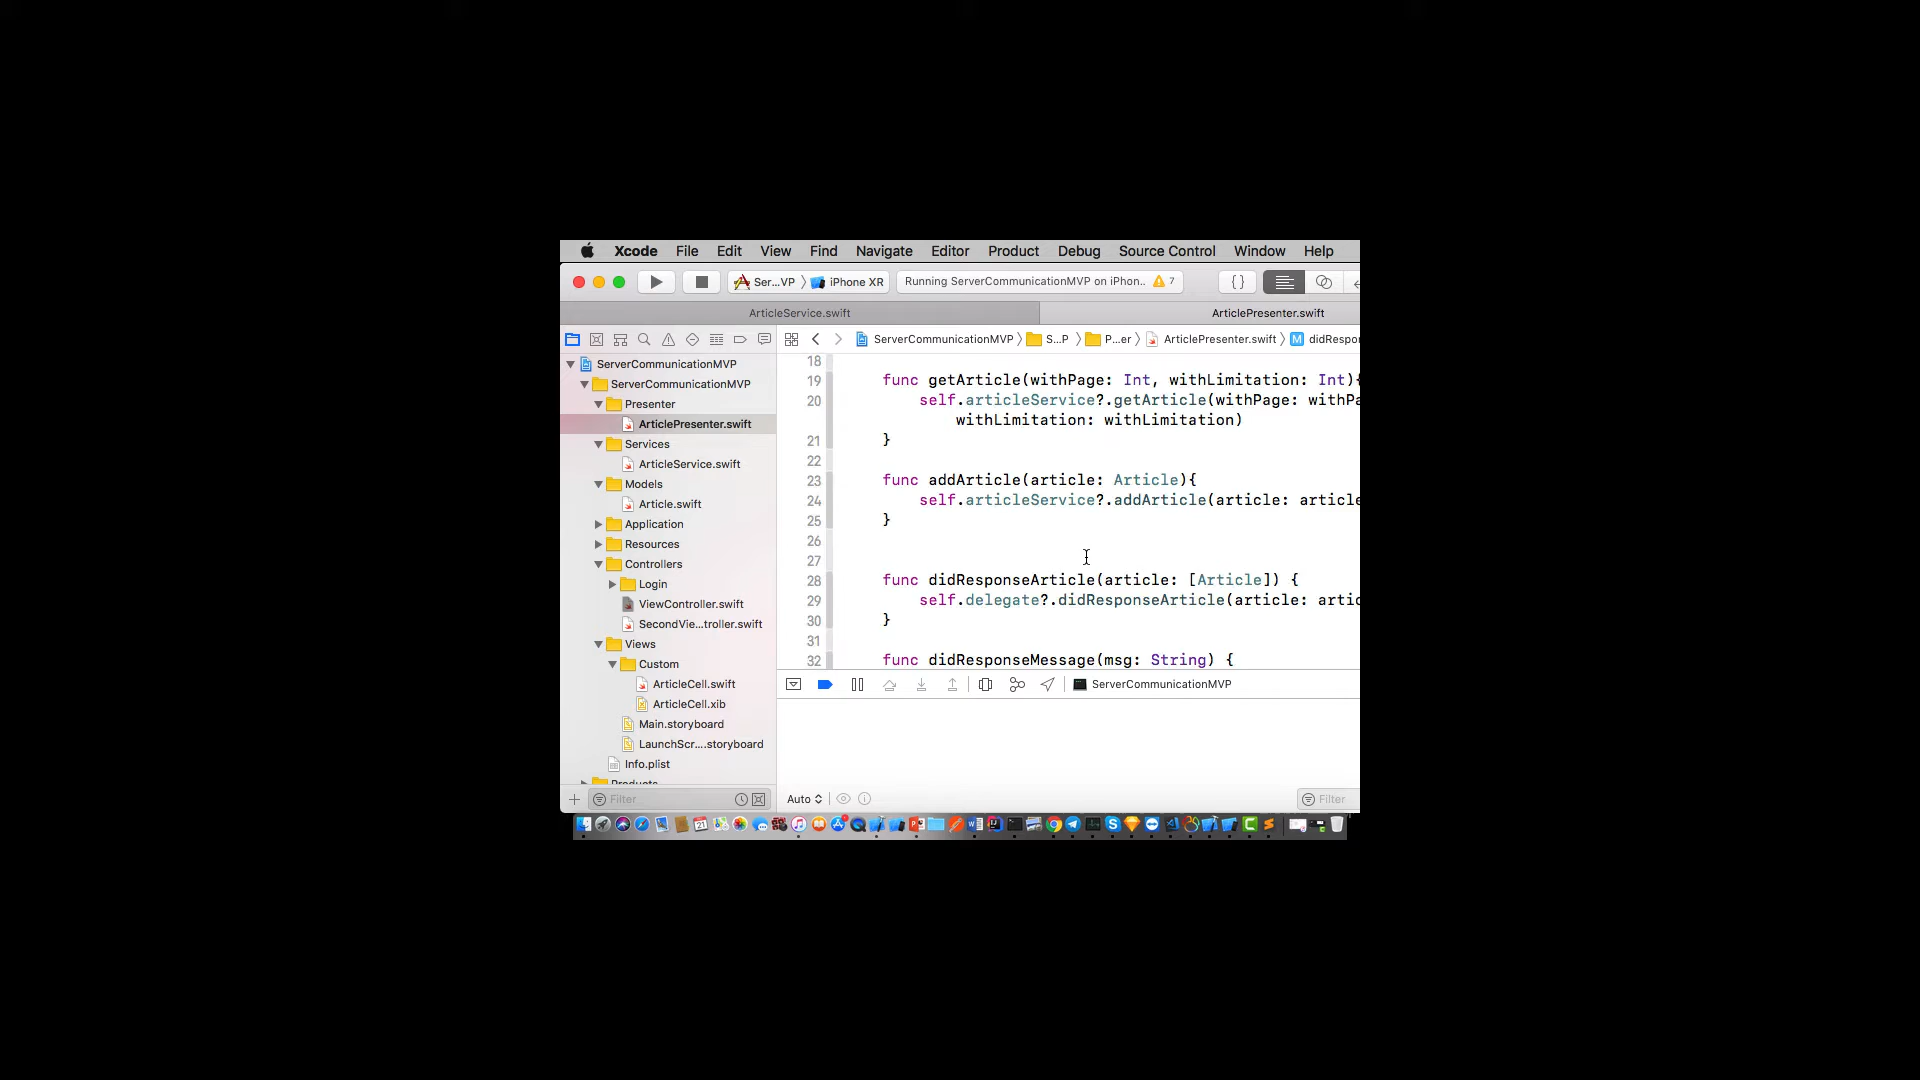 Xcode File Edit View Find Navigate Editor Product Debug Source Control Window Help
Ser...VP iPhone XR Running ServerCommunicationMVP on iPhon.. 7 { }
ArticleService.swift ArticlePresenter.swift
ServerCommunicationMVP S...P P...er ArticlePresenter.swift M didRespo
ServerCommunicationMVP
ServerCommunicationMVP
Presenter
ArticlePresenter.swift
Services
ArticleService.swift
Models
Article.swift
Application
Resources
Controllers
Login
ViewController.swift
SecondVie...troller.swift
Views
Custom
ArticleCell.swift
ArticleCell.xib
Main.storyboard
LaunchScr....storyboard
Info.plist
Products
Filter
18
19 func getArticle(withPage: Int, withLimitation: Int){
20 self.articleService?.getArticle(withPage: withPa
withLimitation: withLimitation)
21 }
22
23 func addArticle(article: Article){
24 self.articleService?.addArticle(article: article
25 }
26
27
28 func didResponseArticle(article: [Article]) {
29 self.delegate?.didResponseArticle(article: artic
30 }
31
32 func didResponseMessage(msg: String) {
ServerCommunicationMVP
Auto Filter
21